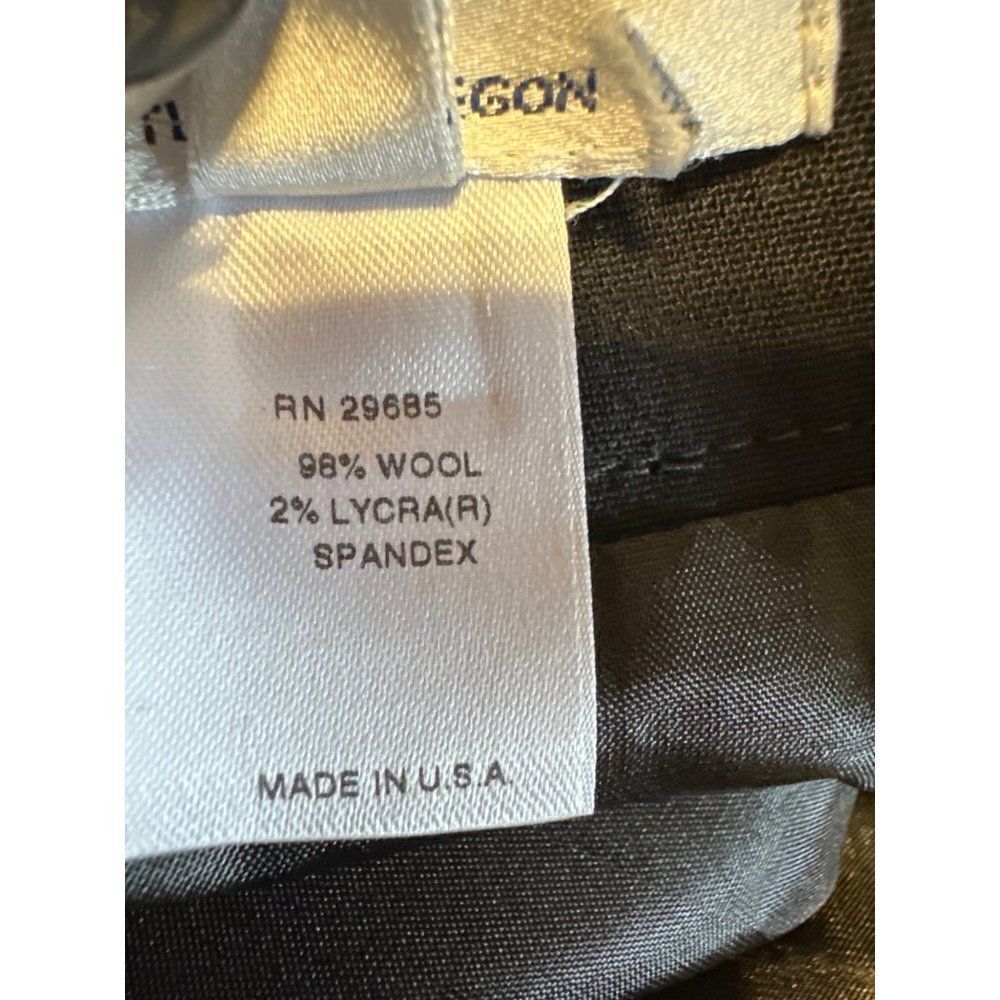 EGON
RN 29685
98% WOOL
2% LYCRA(R)
SPANDEX
MADE IN U.S.A.